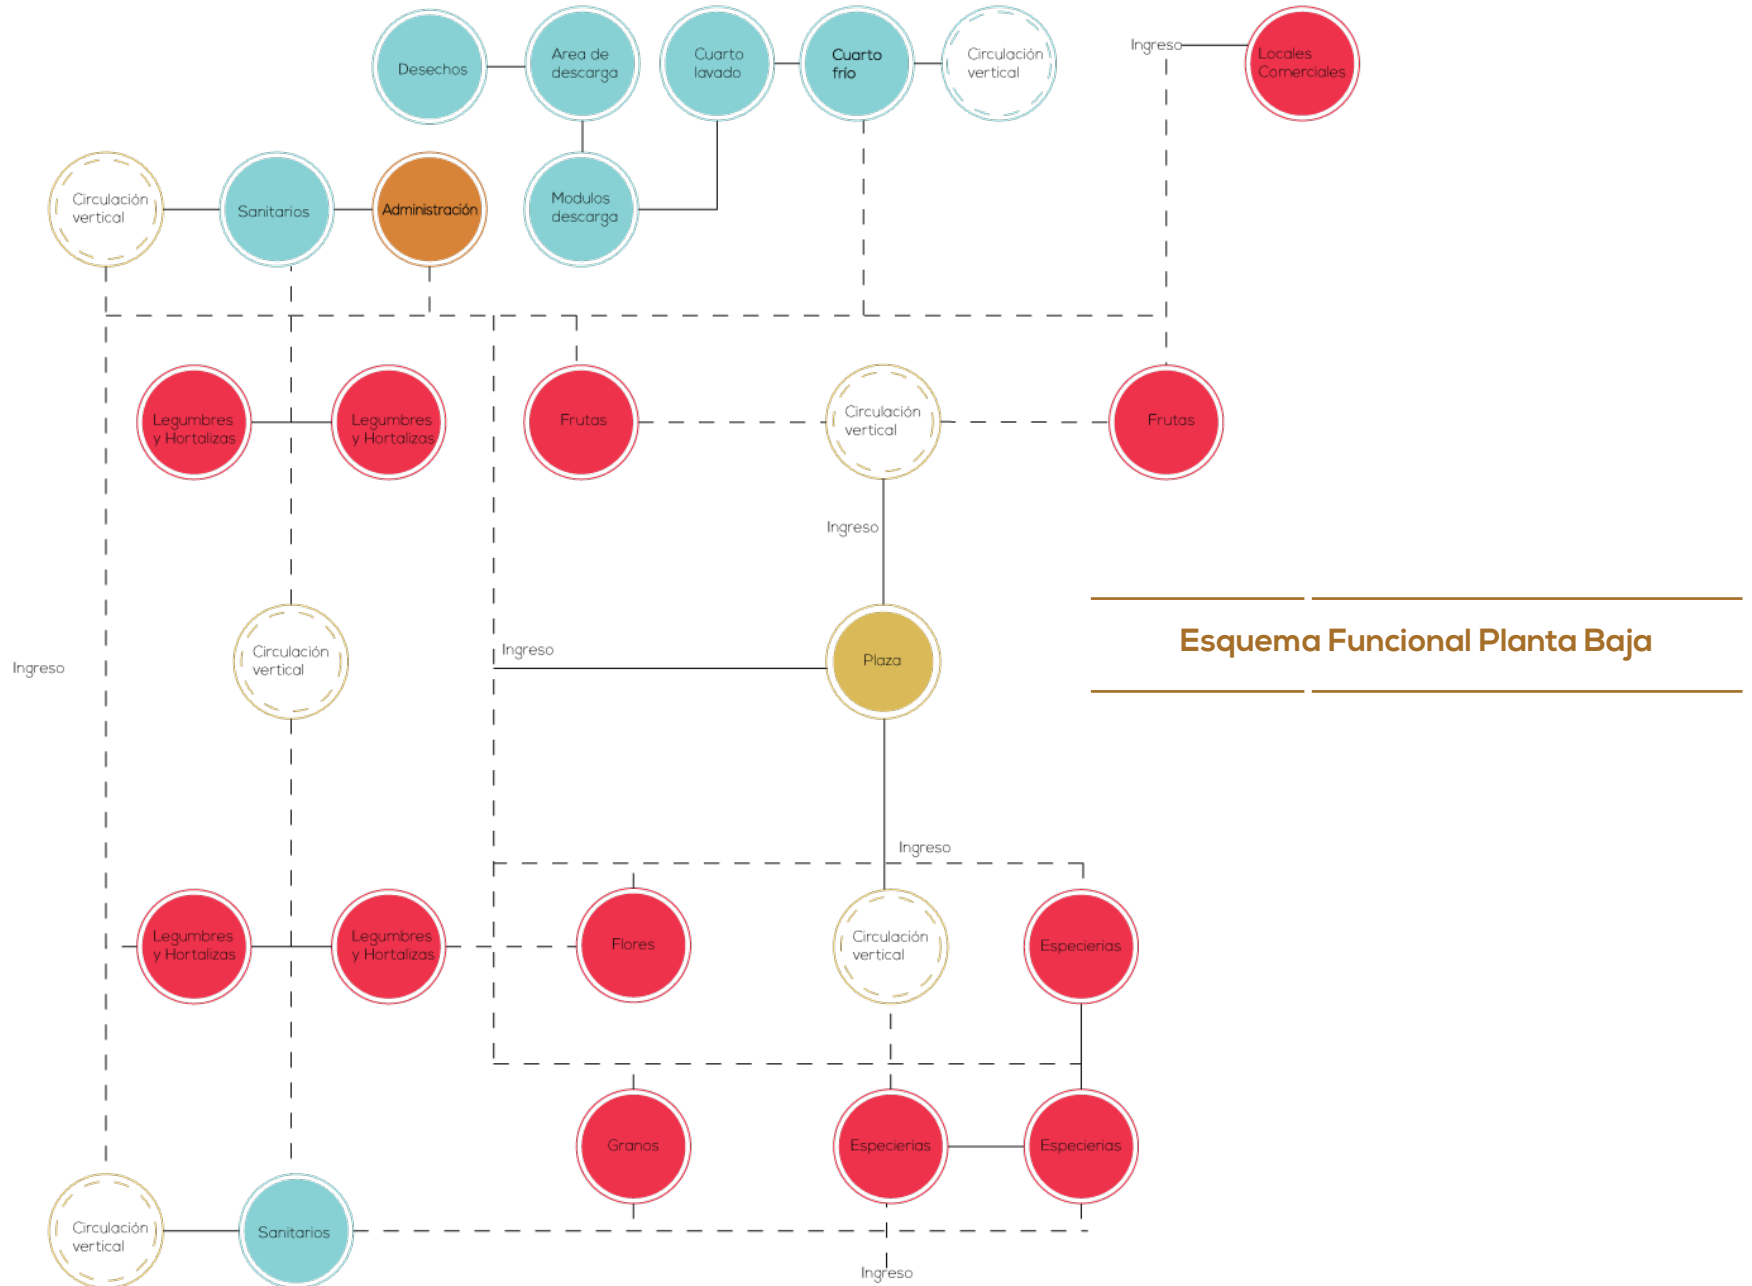 Desechos
Area de
descarga
Cuarto
lavado
Cuarto
frío
Circulación
vertical
Ingreso
Locales
Comerciales
Circulación
vertical
Sanitarios
Administración
Modulos
descarga
Legumbres
y Hortalizas
Legumbres
y Hortalizas
Frutas
Circulación
vertical
Frutas
Ingreso
Circulación
vertical
Ingreso
Ingreso
Plaza
Esquema Funcional Planta Baja
Ingreso
Legumbres
y Hortalizas
Legumbres
y Hortalizas
Flores
Circulación
vertical
Especierias
Granos
Especierias
Especierias
Circulación
vertical
Sanitarios
Ingreso